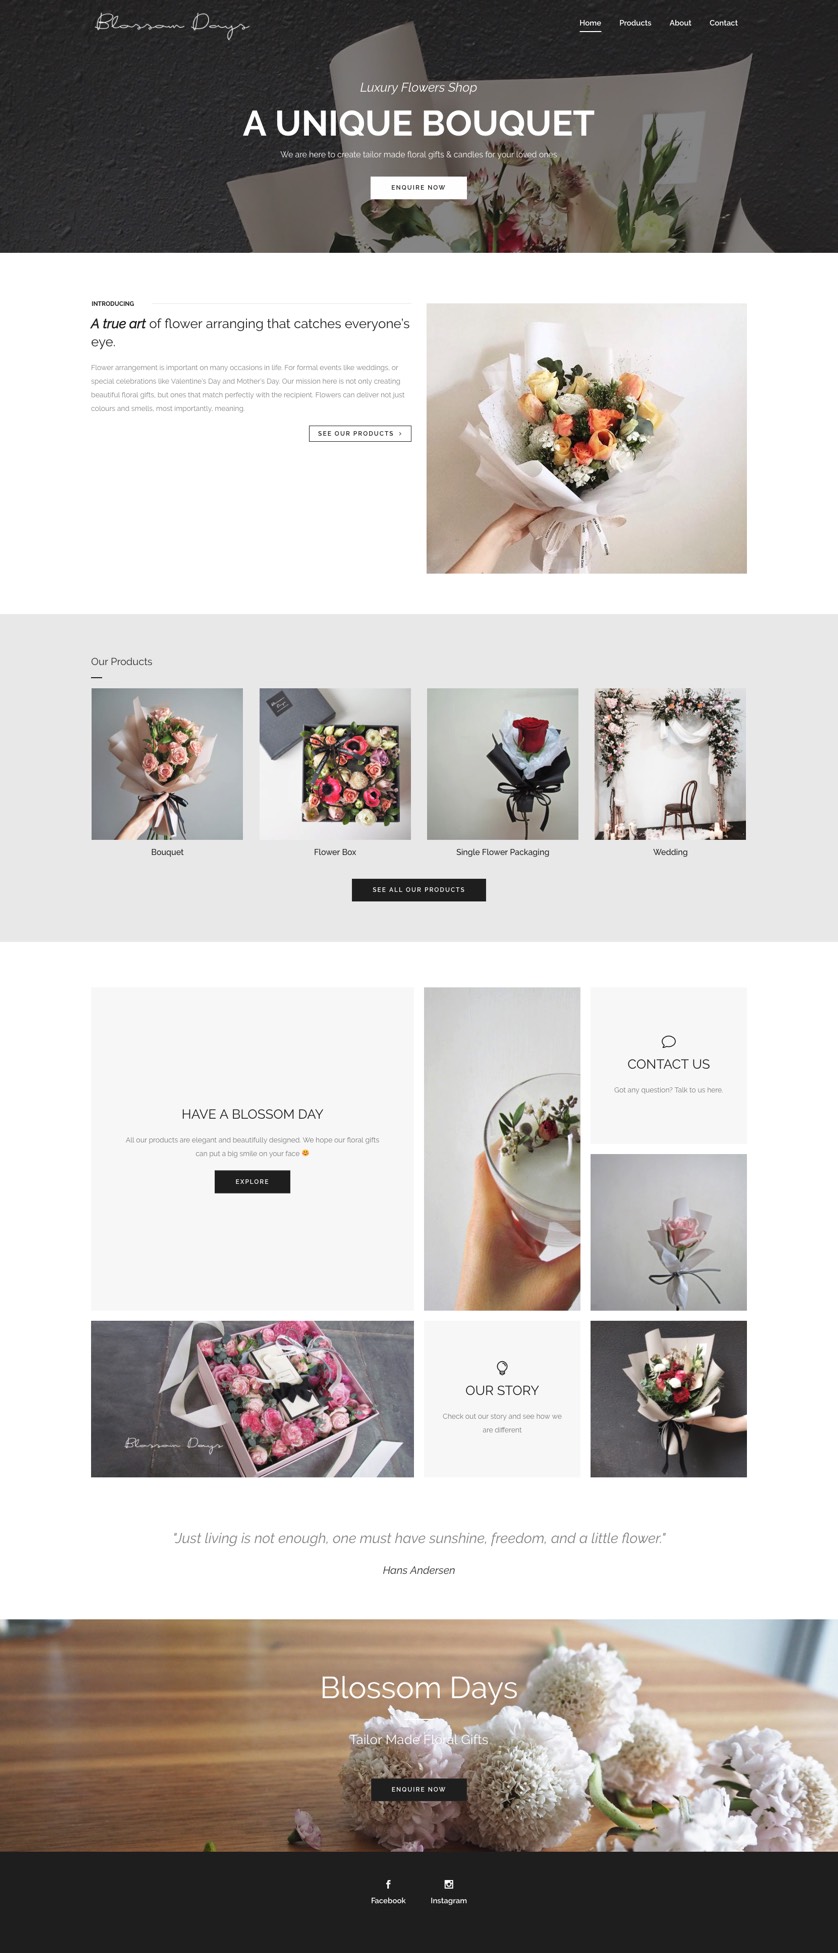 Blossom Days
Home Products About Contact
Luxury Flowers Shop
A UNIQUE BOUQUET
We are here to create tailor made floral gifts & candles for your loved ones
ENQUIRE NOW
INTRODUCING
A true art of flower arranging that catches everyone's
eye.
Flower arrangement is important on many occasions in life. For formal events like weddings, or
special celebrations like Valentine's Day and Mother's Day. Our mission here is not only creating
beautiful floral gifts, but ones that match perfectly with the recipient. Flowers can deliver not just
colours and smells, most importantly, meaning.
SEE OUR PRODUCTS >
Our Products
Bouquet
Flower Box
Single Flower Packaging
Wedding
SEE ALL OUR PRODUCTS
HAVE A BLOSSOM DAY
All our products are elegant and beautifully designed. We hope our floral gifts
can put a big smile on your face
EXPLORE
CONTACT US
Got any question? Talk to us here.
Blossom Days
OUR STORY
Check out our story and see how we
are different
"Just living is not enough, one must have sunshine, freedom, and a little flower."
Hans Andersen
Blossom Days
Tailor Made Floral Gifts
ENQUIRE NOW
Facebook
Instagram